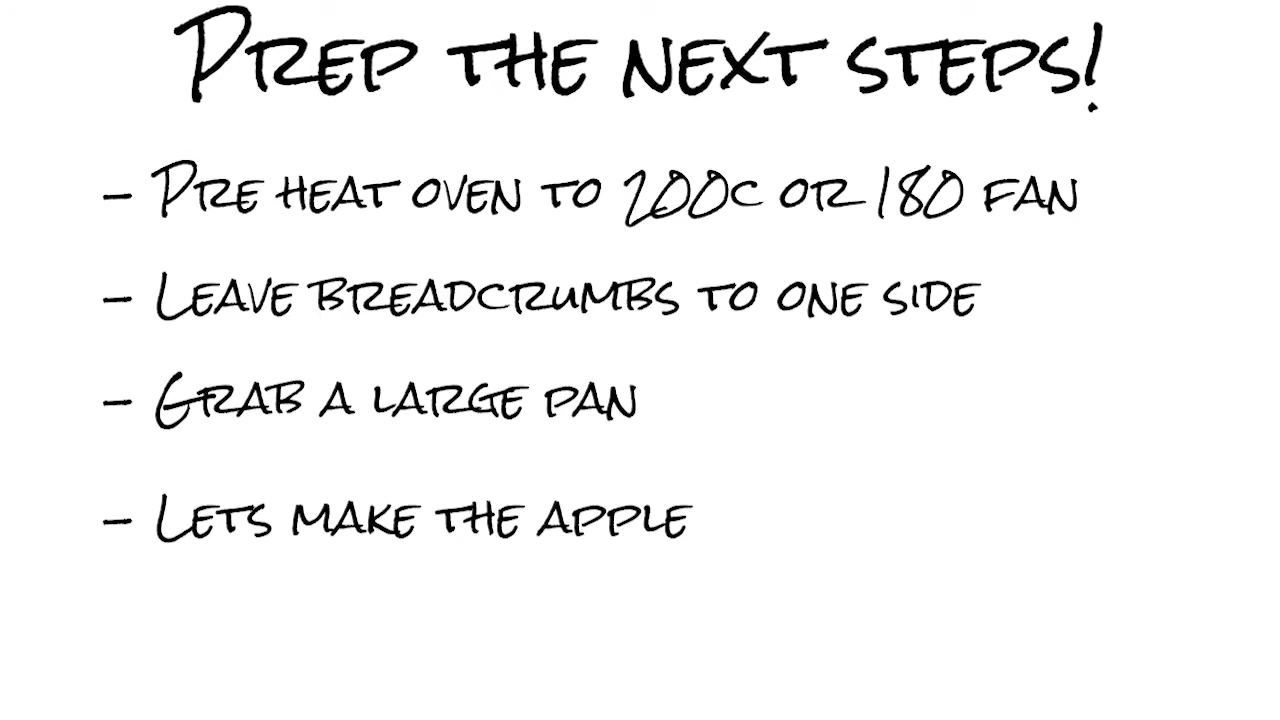 Prep the next steps!
- Pre heat oven to 200c or 180 fan
- Leave breadcrumbs to one side
- Grab a large pan
- Lets make the apple